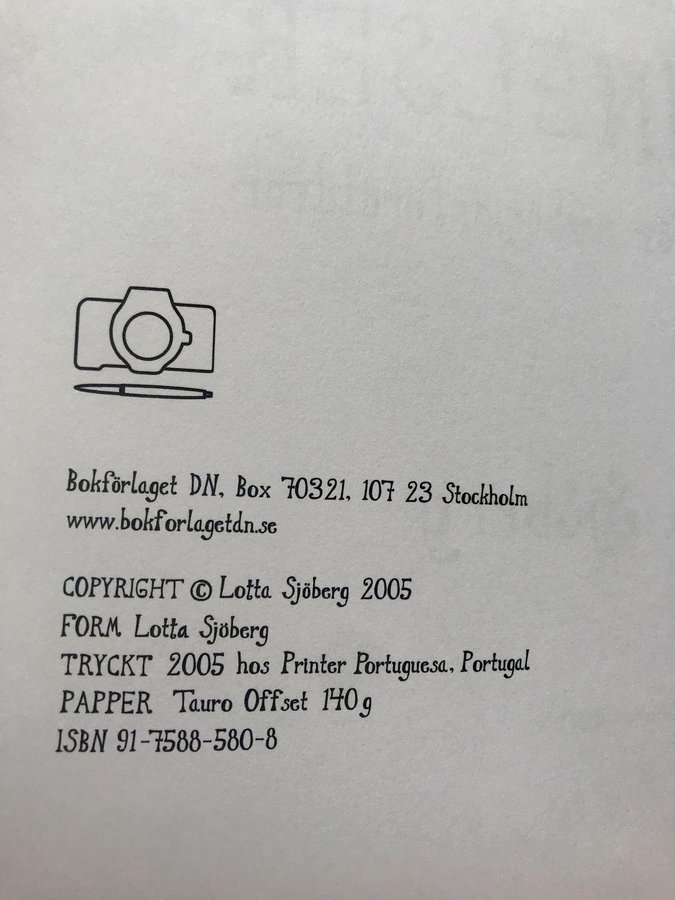 Bokförlaget DN, Box 70321, 107 23 Stockholm
www.bokforlagetdn.se
COPYRIGHT © Lotta Sjöberg 2005
FORM Lotta Sjöberg
TRYCKT 2005 hos Printer Portuguesa, Portugal
PAPPER Tauro Offset 140g
ISBN 91-7588-580-8